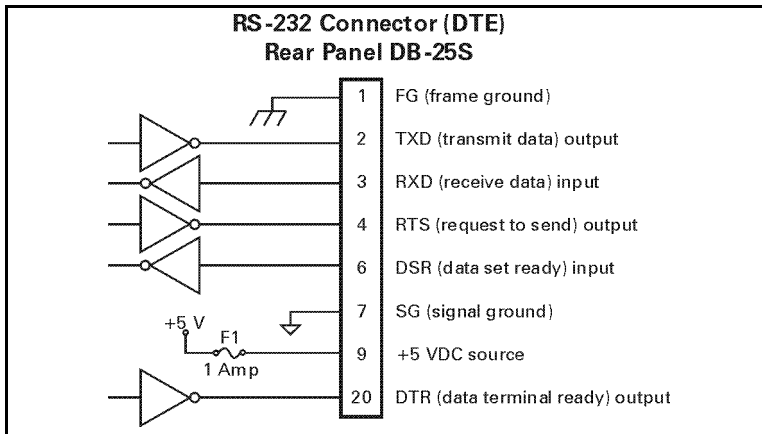 RS-232 Connector (DTE)
Rear Panel DB-25S
1 FG (frame ground)
2 TXD (transmit data) output
3 RXD (receive data) input
4 RTS (request to send) output
6 DSR (data set ready) input
7 SG (signal ground)
+5 V
F1
1 Amp
9 +5 VDC source
20 DTR (data terminal ready) output